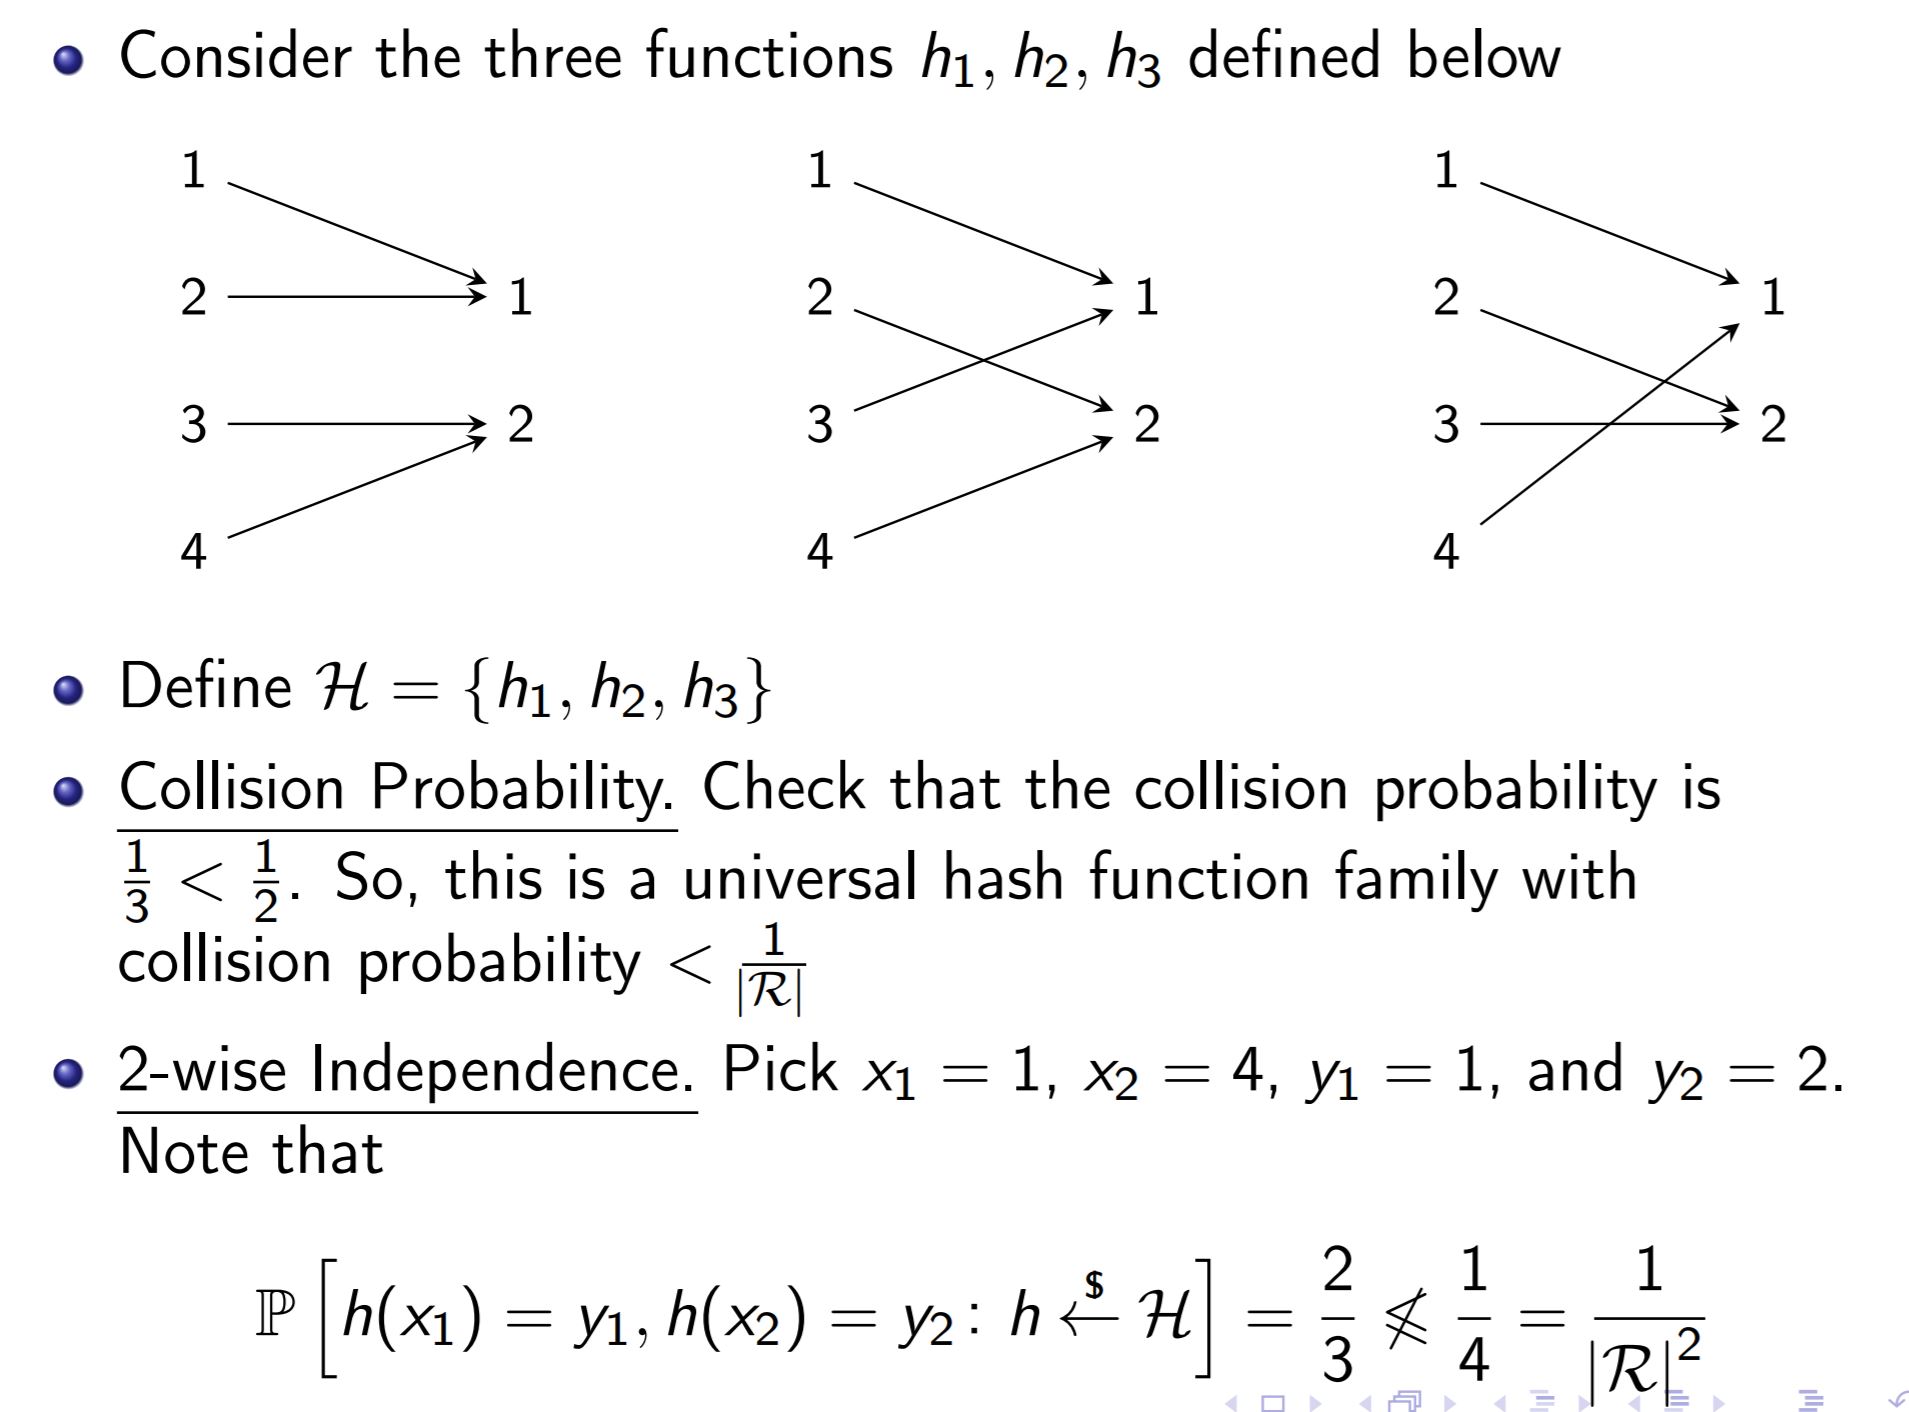 Consider the three functions h₁, h₂, h₃ defined below
1 1 1
2 1 2 1 2 1
3 2 3 2 3 2
4 4 4
Define ℋ = {h₁, h₂, h₃}
Collision Probability. Check that the collision probability is
1/3 < 1/2. So, this is a universal hash function family with
collision probability < 1/|ℛ|
2-wise Independence. Pick x₁ = 1, x₂ = 4, y₁ = 1, and y₂ = 2.
Note that
ℙ[h(x₁) = y₁, h(x₂) = y₂ : h ←$ ℋ] = 2/3 ≰ 1/4 = 1/|ℛ|²